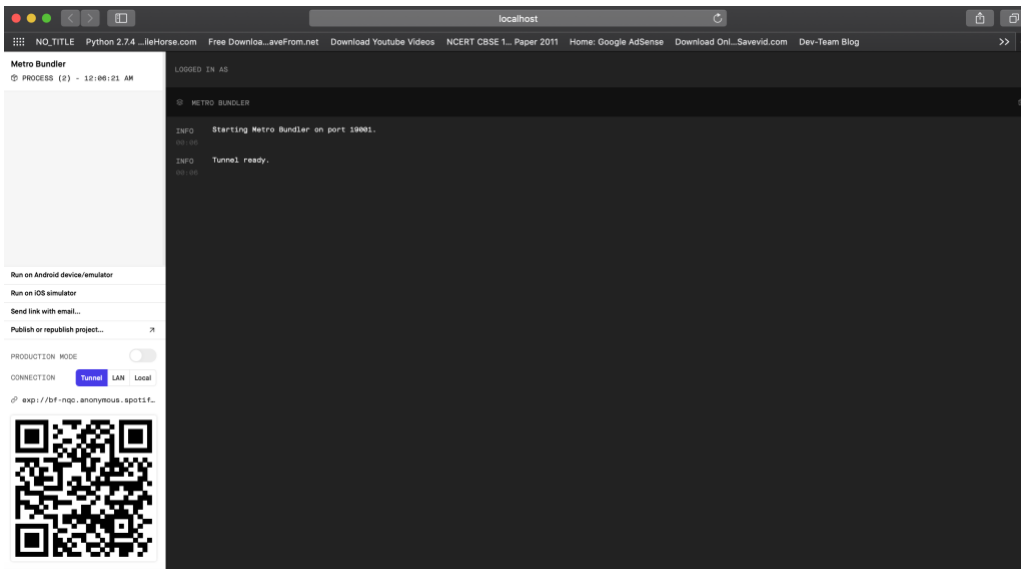 localhost
NO_TITLE Python 2.7.4 ...ileHorse.com Free Downloa...aveFrom.net Download Youtube Videos NCERT CBSE 1... Paper 2011 Home: Google AdSense Download Onl...Savevid.com Dev-Team Blog >>
Metro Bundler
PROCESS (2) - 12:06:21 AM
LOGGED IN AS
METRO BUNDLER
INFO Starting Metro Bundler on port 19001.
00:06
INFO Tunnel ready.
00:06
Run on Android device/emulator
Run on iOS simulator
Send link with email...
Publish or republish project...
PRODUCTION MODE
CONNECTION Tunnel LAN Local
exp://bf-nqc.anonymous.spotif...